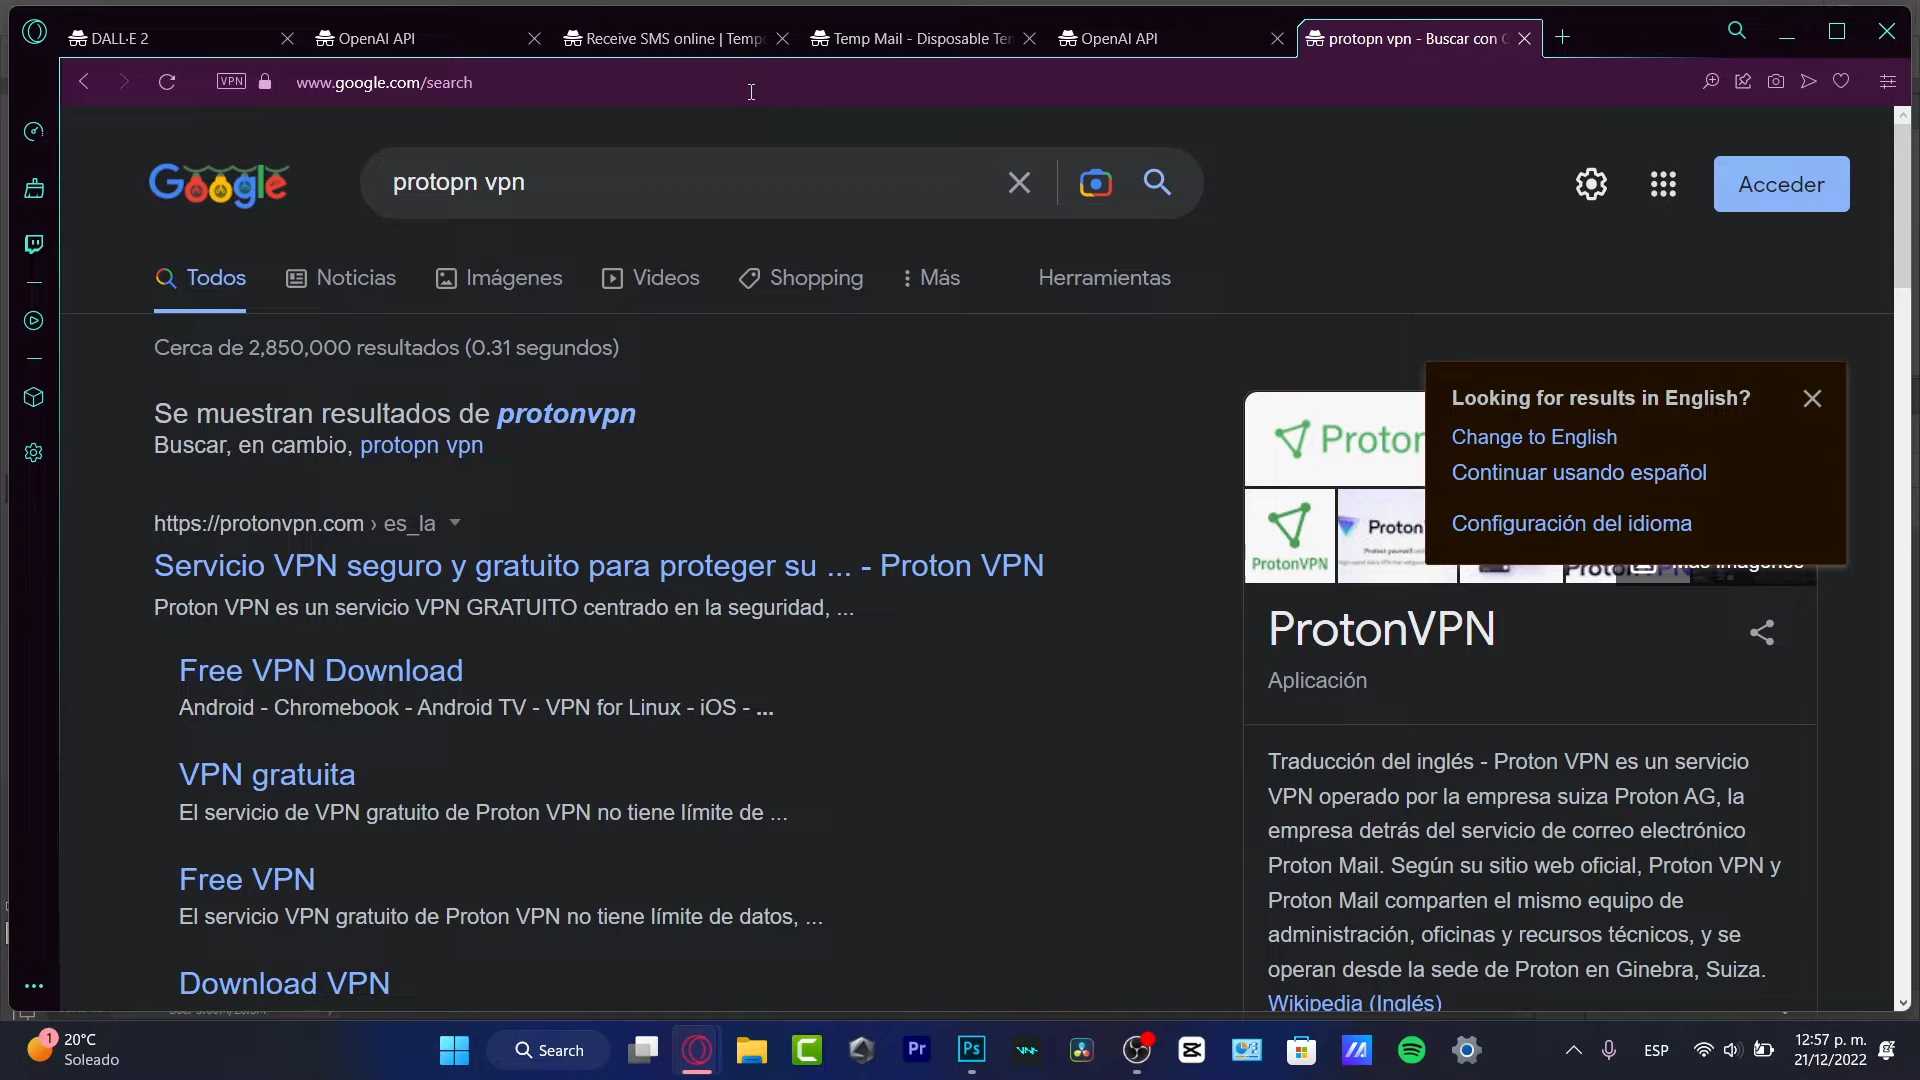 DALL·E 2
OpenAI API
Receive SMS online | Temp
Temp Mail - Disposable Te
OpenAI API
protopn vpn - Buscar con
VPN
www.google.com/search
Google
protopn vpn
Acceder
Todos
Noticias
Imágenes
Videos
Shopping
Más
Herramientas
Cerca de 2,850,000 resultados (0.31 segundos)
Se muestran resultados de protonvpn
Buscar, en cambio, protopn vpn
https://protonvpn.com › es_la
Servicio VPN seguro y gratuito para proteger su ... - Proton VPN
Proton VPN es un servicio VPN GRATUITO centrado en la seguridad, ...
Free VPN Download
Android - Chromebook - Android TV - VPN for Linux - iOS - ...
VPN gratuita
El servicio de VPN gratuito de Proton VPN no tiene límite de ...
Free VPN
El servicio VPN gratuito de Proton VPN no tiene límite de datos, ...
Download VPN
Looking for results in English?
Change to English
Continuar usando español
Configuración del idioma
Proton
ProtonVPN
Proton
ProtonVPN
Aplicación
Traducción del inglés - Proton VPN es un servicio
VPN operado por la empresa suiza Proton AG, la
empresa detrás del servicio de correo electrónico
Proton Mail. Según su sitio web oficial, Proton VPN y
Proton Mail comparten el mismo equipo de
administración, oficinas y recursos técnicos, y se
operan desde la sede de Proton en Ginebra, Suiza.
Wikipedia (Inglés)
1
20°C
Soleado
Search
Pr
Ps
ESP
12:57 p. m.
21/12/2022